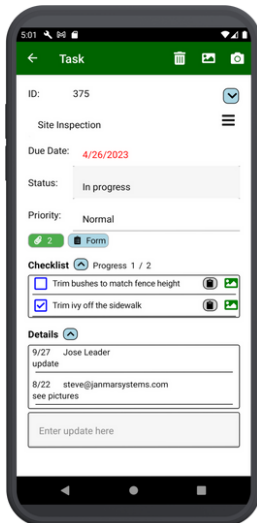 5:01
Task
ID: 375
Site Inspection
Due Date: 4/26/2023
Status: In progress
Priority: Normal
2 Form
Checklist Progress 1 / 2
Trim bushes to match fence height
Trim ivy off the sidewalk
Details
9/27 Jose Leader
update
8/22 steve@janmarsystems.com
see pictures
Enter update here